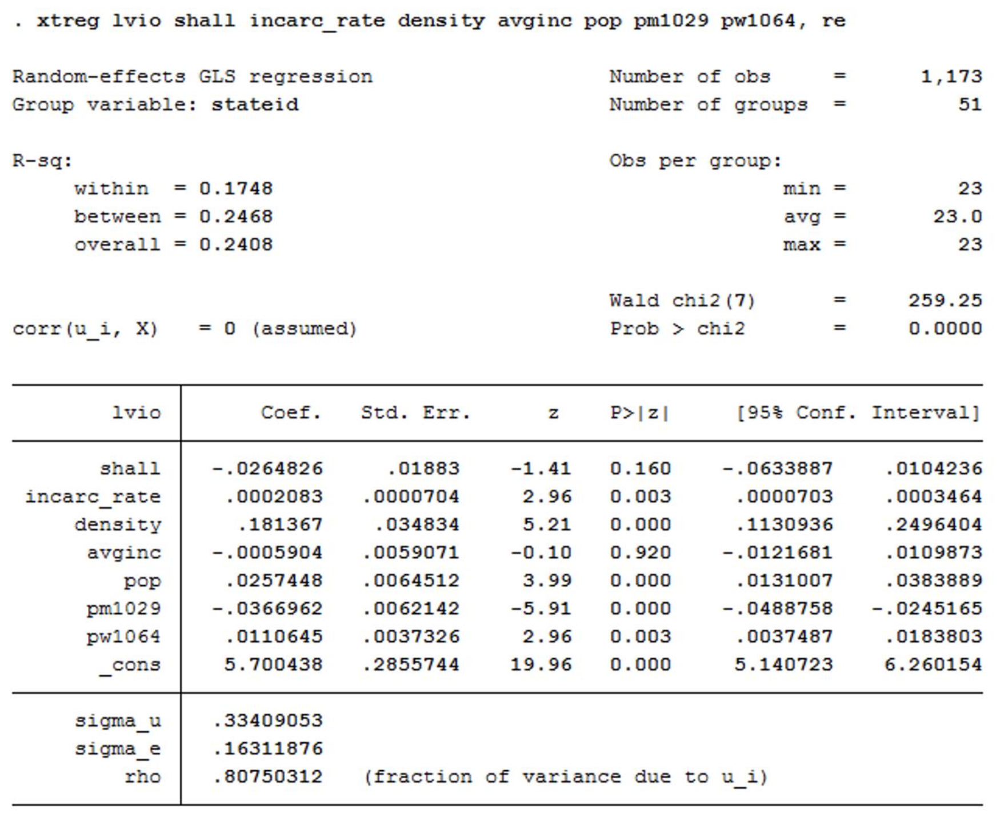 . xtreg lvio shall incarc_rate density avginc pop pm1029 pw1064, re
Random-effects GLS regression Number of obs = 1,173
Group variable: stateid Number of groups = 51
R-sq: Obs per group:
within = 0.1748 min = 23
between = 0.2468 avg = 23.0
overall = 0.2408 max = 23
Wald chi2(7) = 259.25
corr(u_i, X) = 0 (assumed) Prob > chi2 = 0.0000
lvio Coef. Std. Err. z P>|z| [95% Conf. Interval]
shall -.0264826 .01883 -1.41 0.160 -.0633887 .0104236
incarc_rate .0002083 .0000704 2.96 0.003 .0000703 .0003464
density .181367 .034834 5.21 0.000 .1130936 .2496404
avginc -.0005904 .0059071 -0.10 0.920 -.0121681 .0109873
pop .0257448 .0064512 3.99 0.000 .0131007 .0383889
pm1029 -.0366962 .0062142 -5.91 0.000 -.0488758 -.0245165
pw1064 .0110645 .0037326 2.96 0.003 .0037487 .0183803
_cons 5.700438 .2855744 19.96 0.000 5.140723 6.260154
sigma_u .33409053
sigma_e .16311876
rho .80750312 (fraction of variance due to u_i)